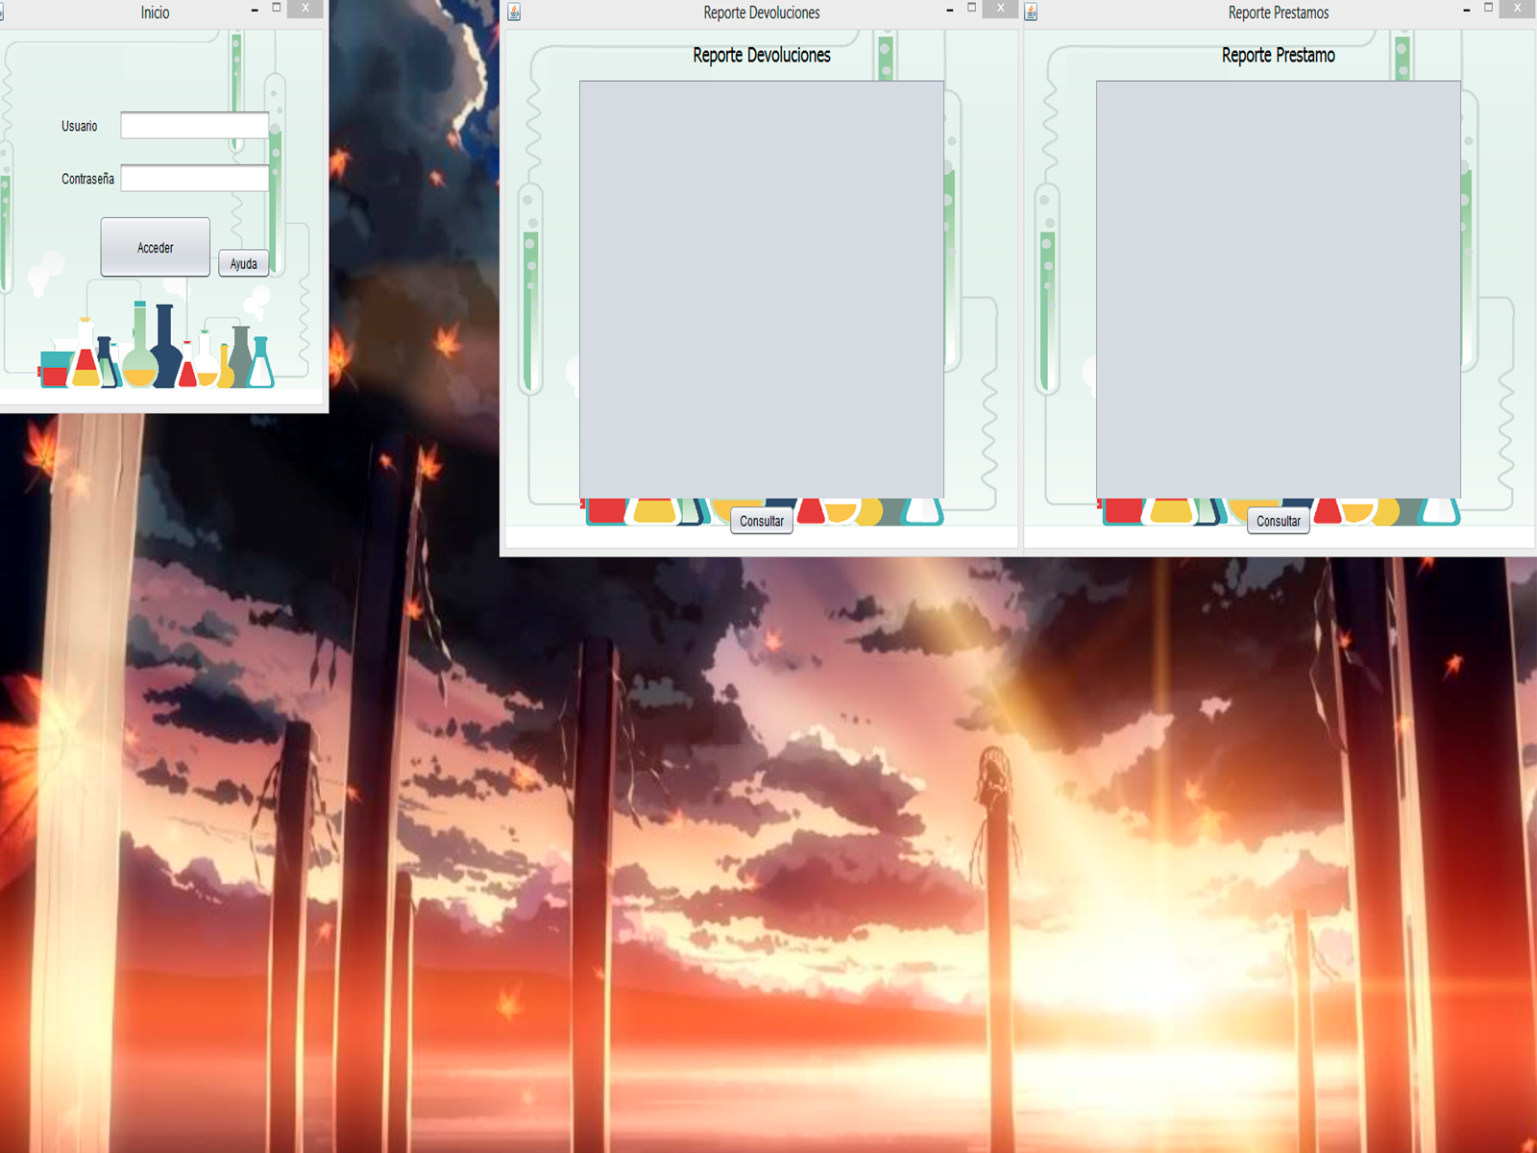 Inicio
Usuario
Contraseña
Acceder
Ayuda
Reporte Devoluciones
Reporte Devoluciones
Consultar
Reporte Prestamos
Reporte Prestamo
Consultar